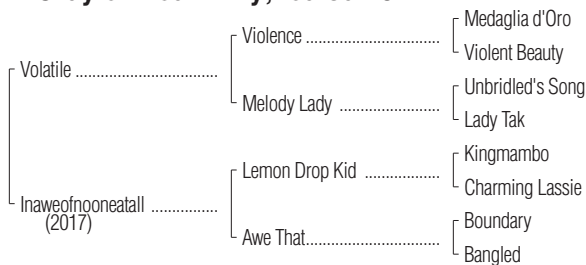 Violence
Medaglia d'Oro
Violent Beauty
Volatile
Melody Lady
Unbridled's Song
Lady Tak
Lemon Drop Kid
Kingmambo
Charming Lassie
Inaweofnooneatall
(2017)
Awe That
Boundary
Bangled